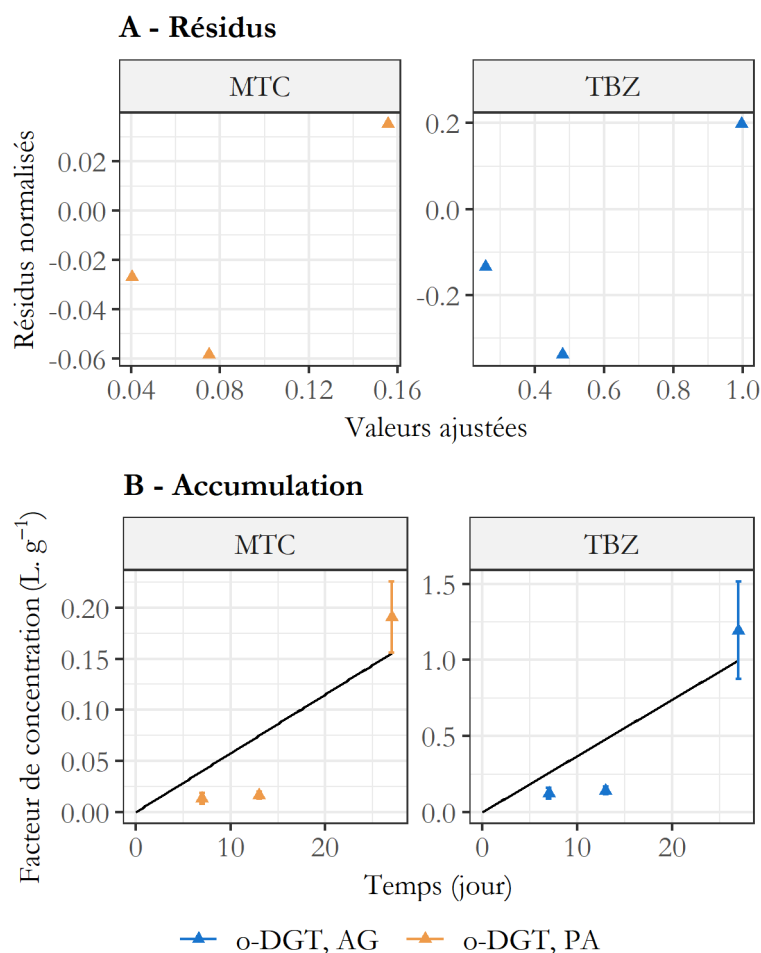 A - Résidus
MTC
TBZ
Résidus normalisés
0.02
0.00
-0.02
-0.04
-0.06
0.04 0.08 0.12 0.16
0.2
0.0
-0.2
0.4 0.6 0.8 1.0
Valeurs ajustées
B - Accumulation
MTC
TBZ
Facteur de concentration (L. g⁻¹)
0.20
0.15
0.10
0.05
0.00
0 10 20
1.5
1.0
0.5
0.0
0 10 20
Temps (jour)
o-DGT, AG o-DGT, PA